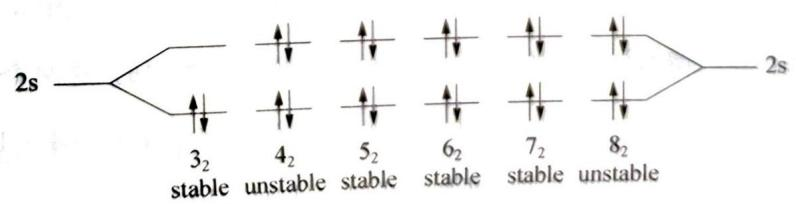 2s 2s
3₂ 4₂ 5₂ 6₂ 7₂ 8₂
stable unstable stable stable stable unstable